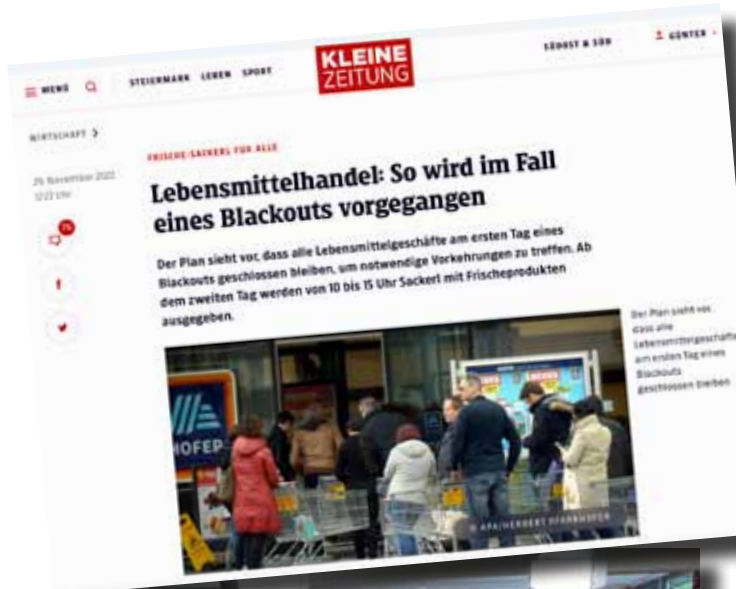 MENÜ
STEIERMARK LEBEN SPORT
KLEINE
ZEITUNG
SÜDOST & SÜD
GÜNTER
WIRTSCHAFT
FRISCHE-SACKERL FÜR ALLE
Lebensmittelhandel: So wird im Fall
eines Blackouts vorgegangen
Der Plan sieht vor, dass alle Lebensmittelgeschäfte am ersten Tag eines
Blackouts geschlossen bleiben, um notwendige Vorkehrungen zu treffen. Ab
dem zweiten Tag werden von 10 bis 15 Uhr Sackerl mit Frischeprodukten
ausgegeben.
Der Plan sieht vor,
dass alle
Lebensmittelgeschäfte
am ersten Tag eines
Blackouts
geschlossen bleiben
HOFER
© APA/HERBERT PFARRHOFER